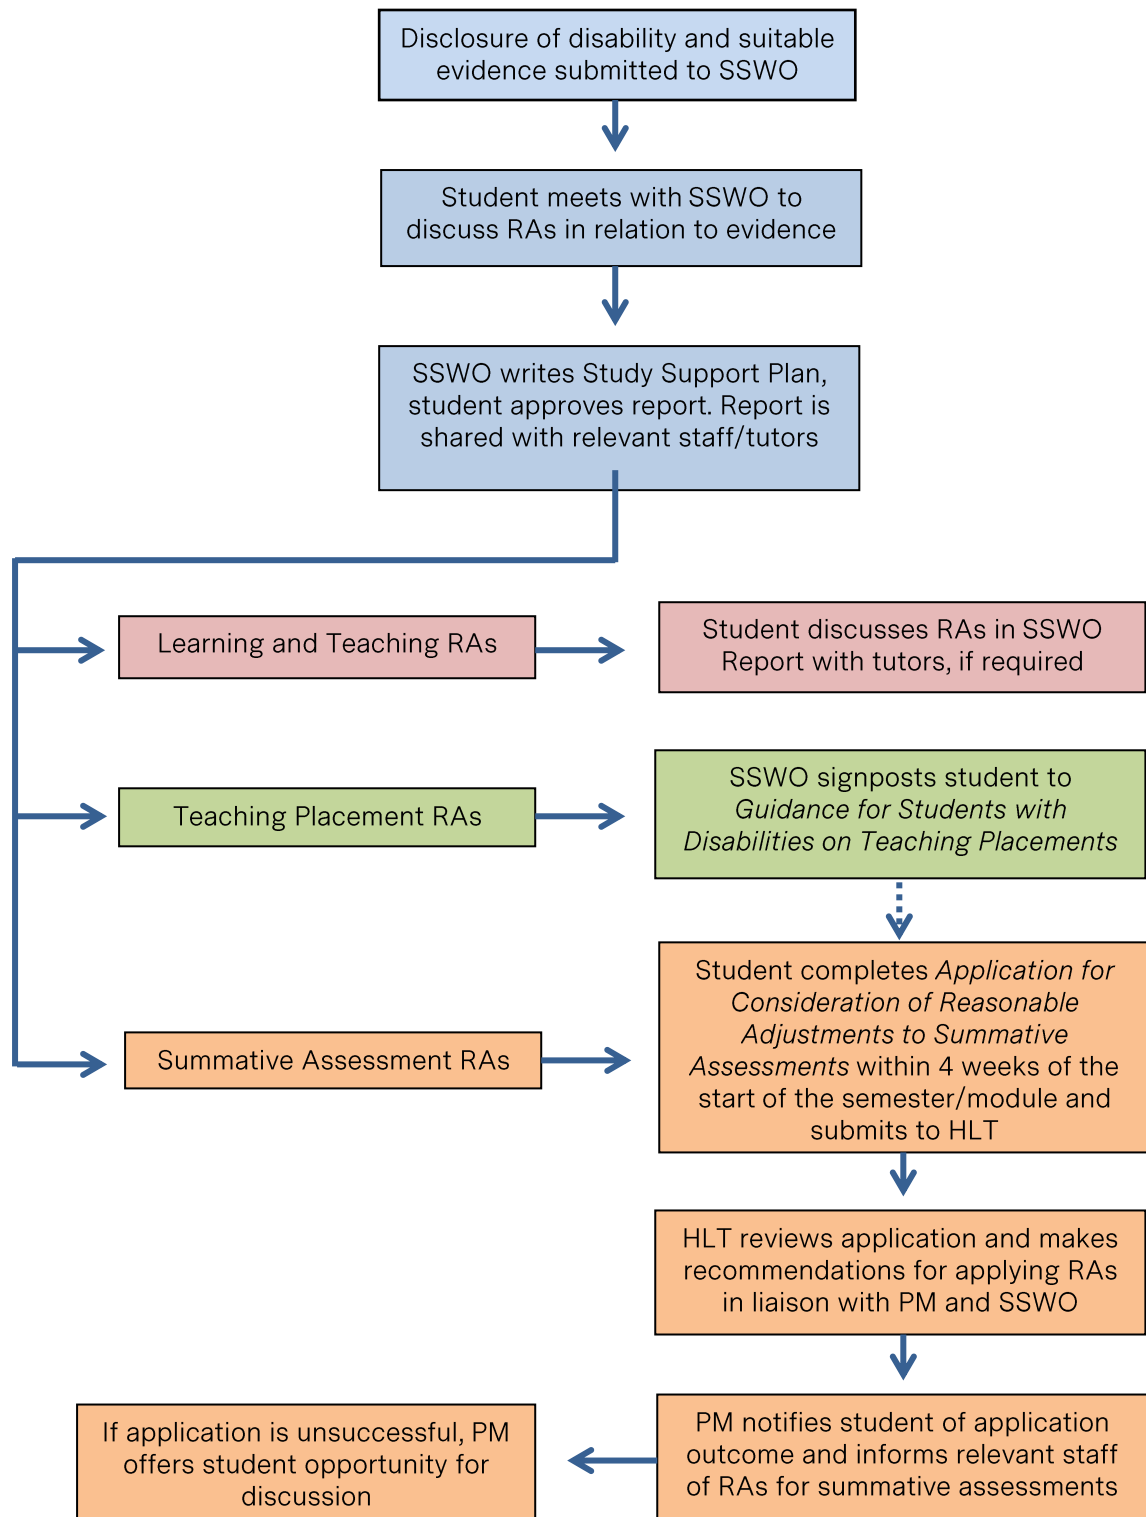 Disclosure of disability and suitable
evidence submitted to SSWO
Student meets with SSWO to
discuss RAs in relation to evidence
SSWO writes Study Support Plan,
student approves report. Report is
shared with relevant staff/tutors
Learning and Teaching RAs
Student discusses RAs in SSWO
Report with tutors, if required
Teaching Placement RAs
SSWO signposts student to
Guidance for Students with
Disabilities on Teaching Placements
Summative Assessment RAs
Student completes Application for
Consideration of Reasonable
Adjustments to Summative
Assessments within 4 weeks of the
start of the semester/module and
submits to HLT
HLT reviews application and makes
recommendations for applying RAs
in liaison with PM and SSWO
PM notifies student of application
outcome and informs relevant staff
of RAs for summative assessments
If application is unsuccessful, PM
offers student opportunity for
discussion